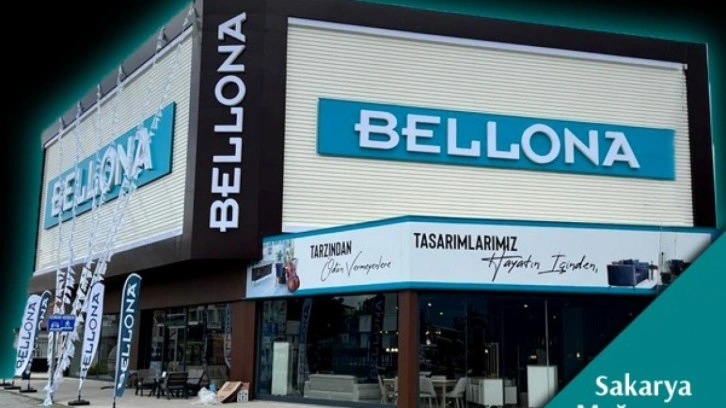 BELLONA
BELLONA
BELLONA
TARZINDAN
Ödün Vermeyenlere
TASARIMLARIMIZ
Hayatın İçinden,
BELLONA
BELLONA
BELLONA
Sakarya